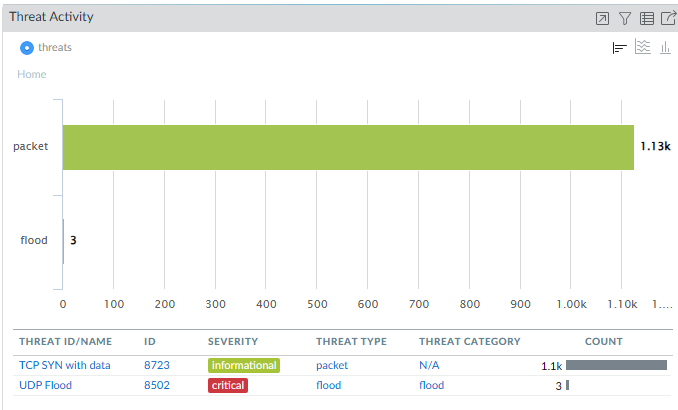 Threat Activity
threats
Home
packet
1.13k
flood
3
0 100 200 300 400 500 600 700 800 900 1.00k 1.10k 1....
THREAT ID/NAME ID SEVERITY THREAT TYPE THREAT CATEGORY COUNT
TCP SYN with data 8723 informational packet N/A 1.1k
UDP Flood 8502 critical flood flood 3